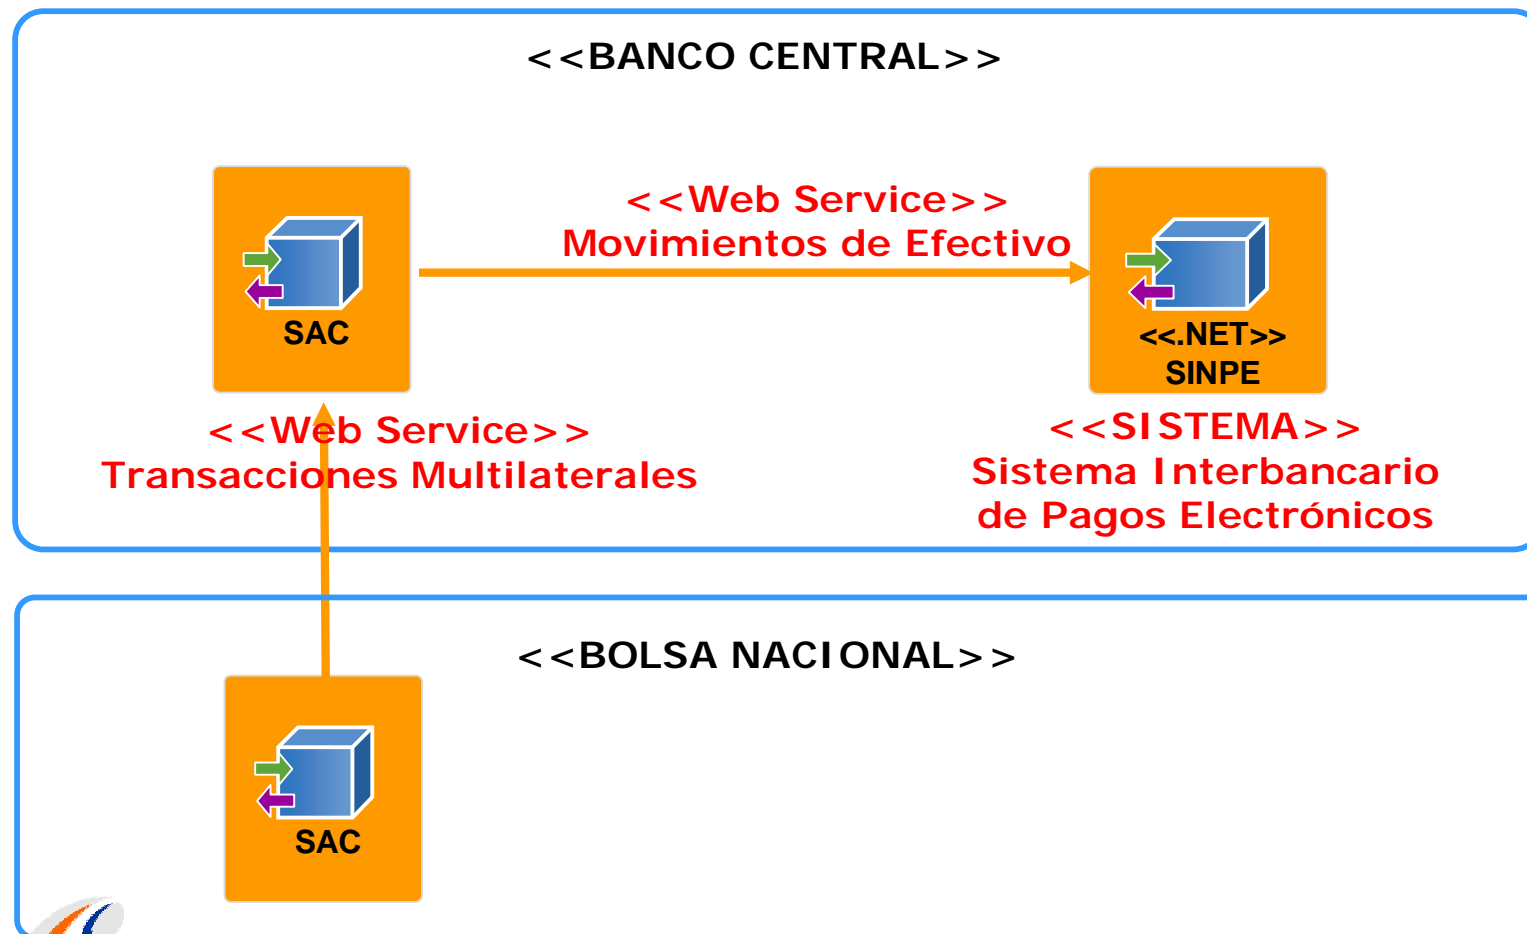 <<BANCO CENTRAL>>
<<Web Service>>
Movimientos de Efectivo
SAC
<<.NET>>
SINPE
<<Web Service>>
Transacciones Multilaterales
<<SISTEMA>>
Sistema Interbancario
de Pagos Electrónicos
<<BOLSA NACIONAL>>
SAC